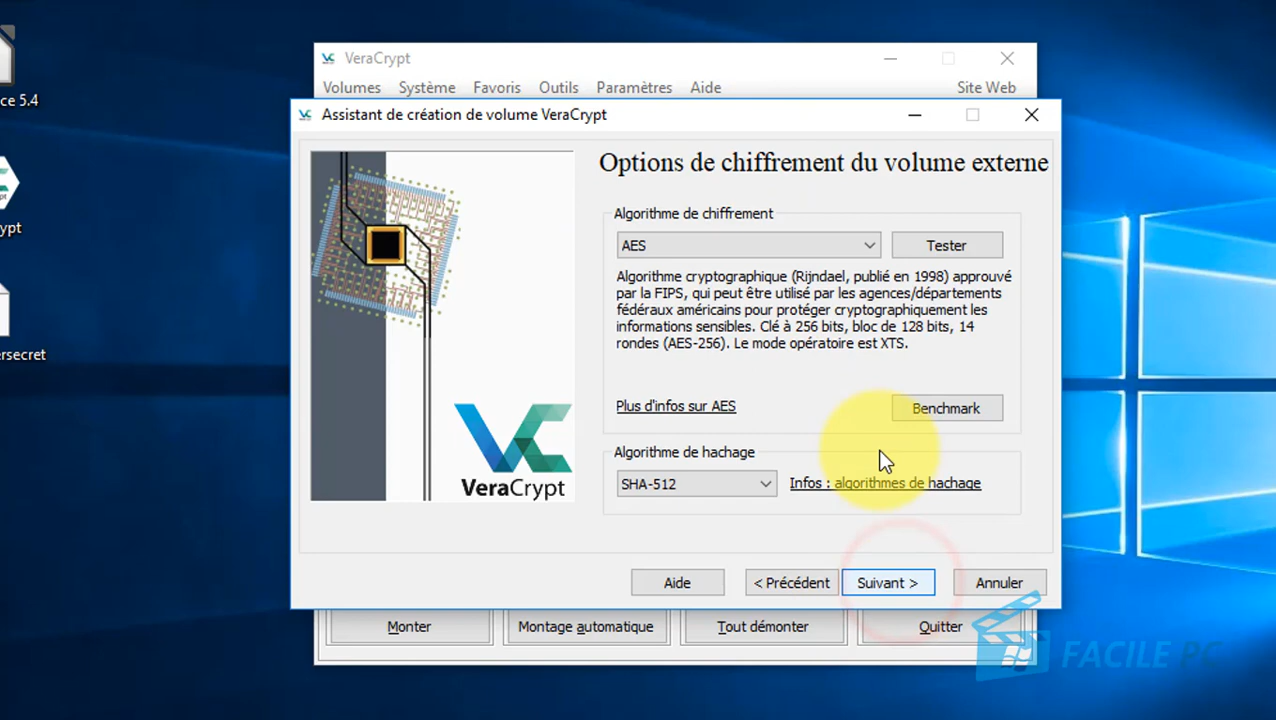 VeraCrypt
Volumes Système Favoris Outils Paramètres Aide Site Web
Assistant de création de volume VeraCrypt
Options de chiffrement du volume externe
Algorithme de chiffrement
AES Tester
Algorithme cryptographique (Rijndael, publié en 1998) approuvé
par la FIPS, qui peut être utilisé par les agences/départements
fédéraux américains pour protéger cryptographiquement les
informations sensibles. Clé à 256 bits, bloc de 128 bits, 14
rondes (AES-256). Le mode opératoire est XTS.
Plus d'infos sur AES Benchmark
Algorithme de hachage
SHA-512 Infos : algorithmes de hachage
VeraCrypt
Aide < Précédent Suivant > Annuler
Monter Montage automatique Tout démonter Quitter
ce 5.4
ypt
ersecret
FACILE PC